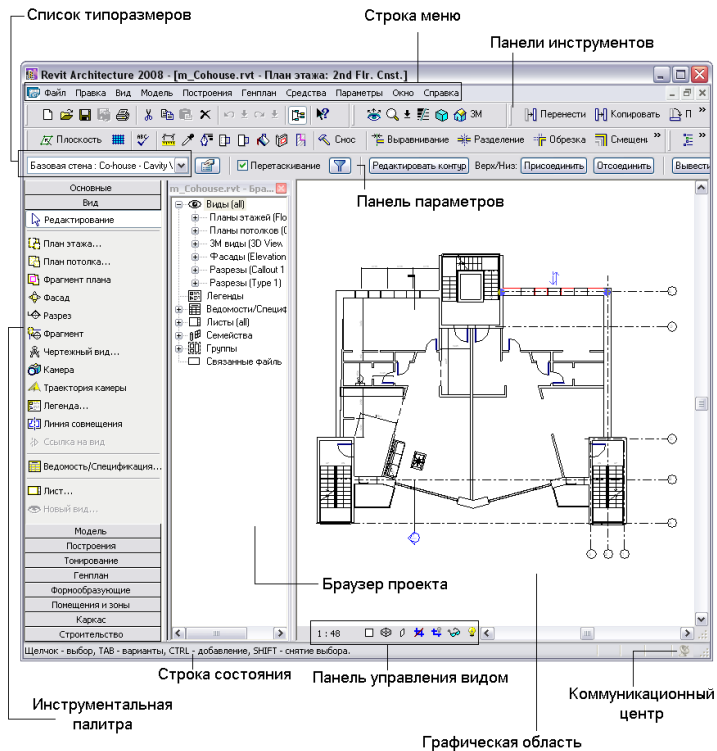 Список типоразмеров
Строка меню
Панели инструментов
Revit Architecture 2008 - [m_Cohouse.rvt - План этажа: 2nd Flr. Cnst.]
Файл Правка Вид Модель Построения Генплан Средства Параметры Окно Справка
3M Перенести Копировать П »
Плоскость Снос Выравнивание Разделение Обрезка Смещени »
Базовая стена : Co-house - Cavity V Перетаскивание Редактировать контур Верх/Низ: Присоединить Отсоединить Вывести
Панель параметров
Основные
Вид
Редактирование
План этажа...
План потолка...
Фрагмент плана
Фасад
Разрез
Фрагмент
Чертежный вид...
Камера
Траектория камеры
Легенда...
Линия совмещения
Ссылка на вид
Ведомость/Спецификация...
Лист...
Новый вид...
Модель
Построения
Тонирование
Генплан
Формообразующие
Помещения и зоны
Каркас
Строительство
m_Cohouse.rvt - Бра...
Виды (all)
Планы этажей (Flo
Планы потолков (C
3M виды (3D View
Фасады (Elevation
Разрезы (Callout 1
Разрезы (Type 1)
Легенды
Ведомости/Специф
Листы (all)
Семейства
Группы
Связанные файль
Браузер проекта
1 : 48
Щелчок - выбор, TAB - варианты, CTRL - добавление, SHIFT - снятие выбора.
Строка состояния
Панель управления видом
Инструментальная
палитра
Коммуникационный
центр
Графическая область